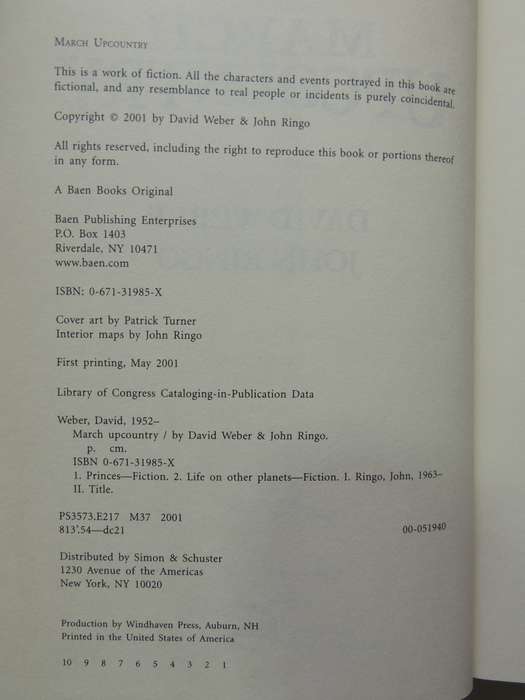 MARCH UPCOUNTRY
This is a work of fiction. All the characters and events portrayed in this book are
fictional, and any resemblance to real people or incidents is purely coincidental.
Copyright © 2001 by David Weber & John Ringo
All rights reserved, including the right to reproduce this book or portions thereof
in any form.
A Baen Books Original
Baen Publishing Enterprises
P.O. Box 1403
Riverdale, NY 10471
www.baen.com
ISBN: 0-671-31985-X
Cover art by Patrick Turner
Interior maps by John Ringo
First printing, May 2001
Library of Congress Cataloging-in-Publication Data
Weber, David, 1952–
March upcountry / by David Weber & John Ringo.
p. cm.
ISBN 0-671-31985-X
1. Princes—Fiction. 2. Life on other planets—Fiction. I. Ringo, John, 1963–
II. Title.
PS3573.E217 M37 2001
813'.54—dc21 00-051940
Distributed by Simon & Schuster
1230 Avenue of the Americas
New York, NY 10020
Production by Windhaven Press, Auburn, NH
Printed in the United States of America
10 9 8 7 6 5 4 3 2 1